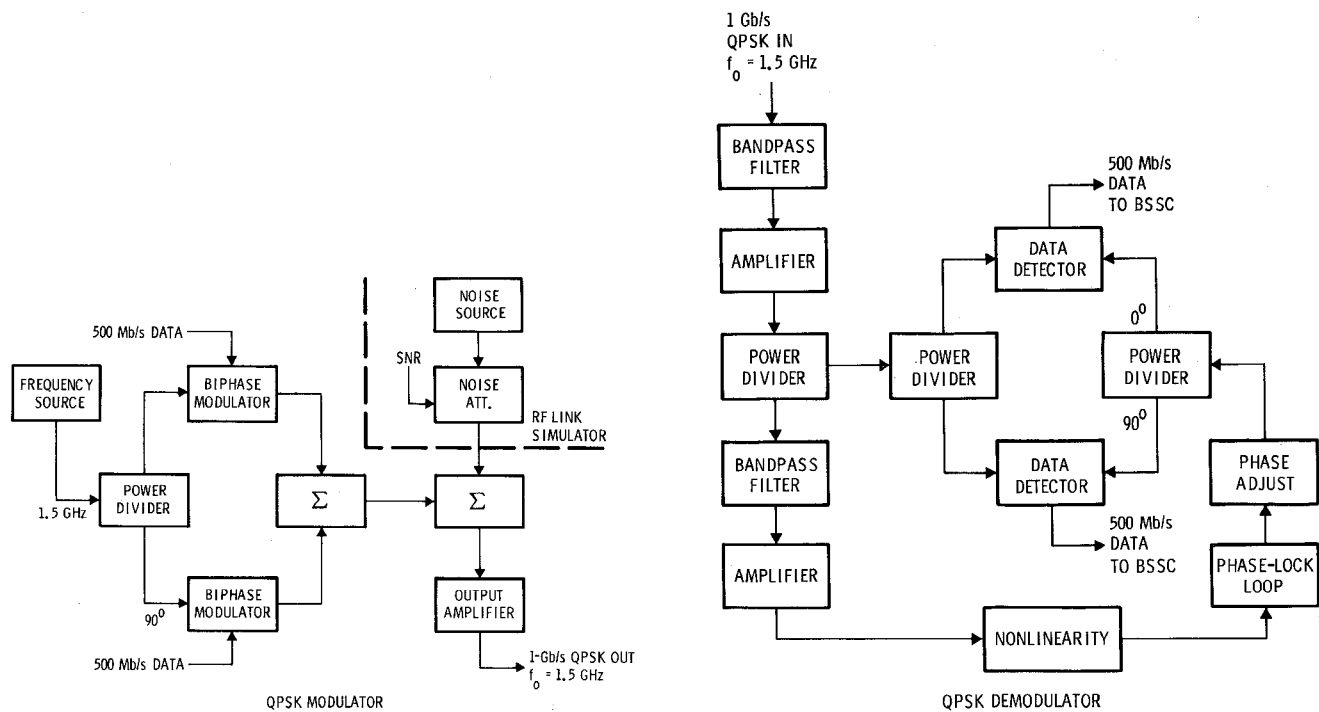 500 Mb/s DATA
FREQUENCY
SOURCE
1.5 GHz
POWER
DIVIDER
90°
BIPHASE
MODULATOR
BIPHASE
MODULATOR
500 Mb/s DATA
Σ
NOISE
SOURCE
SNR
NOISE
ATT.
RF LINK
SIMULATOR
Σ
OUTPUT
AMPLIFIER
1-Gb/s QPSK OUT
f₀ = 1.5 GHz
QPSK MODULATOR
1 Gb/s
QPSK IN
f₀ = 1.5 GHz
BANDPASS
FILTER
AMPLIFIER
POWER
DIVIDER
BANDPASS
FILTER
AMPLIFIER
POWER
DIVIDER
500 Mb/s
DATA
TO BSSC
DATA
DETECTOR
0°
POWER
DIVIDER
90°
DATA
DETECTOR
500 Mb/s
DATA
TO BSSC
PHASE
ADJUST
PHASE-LOCK
LOOP
NONLINEARITY
QPSK DEMODULATOR